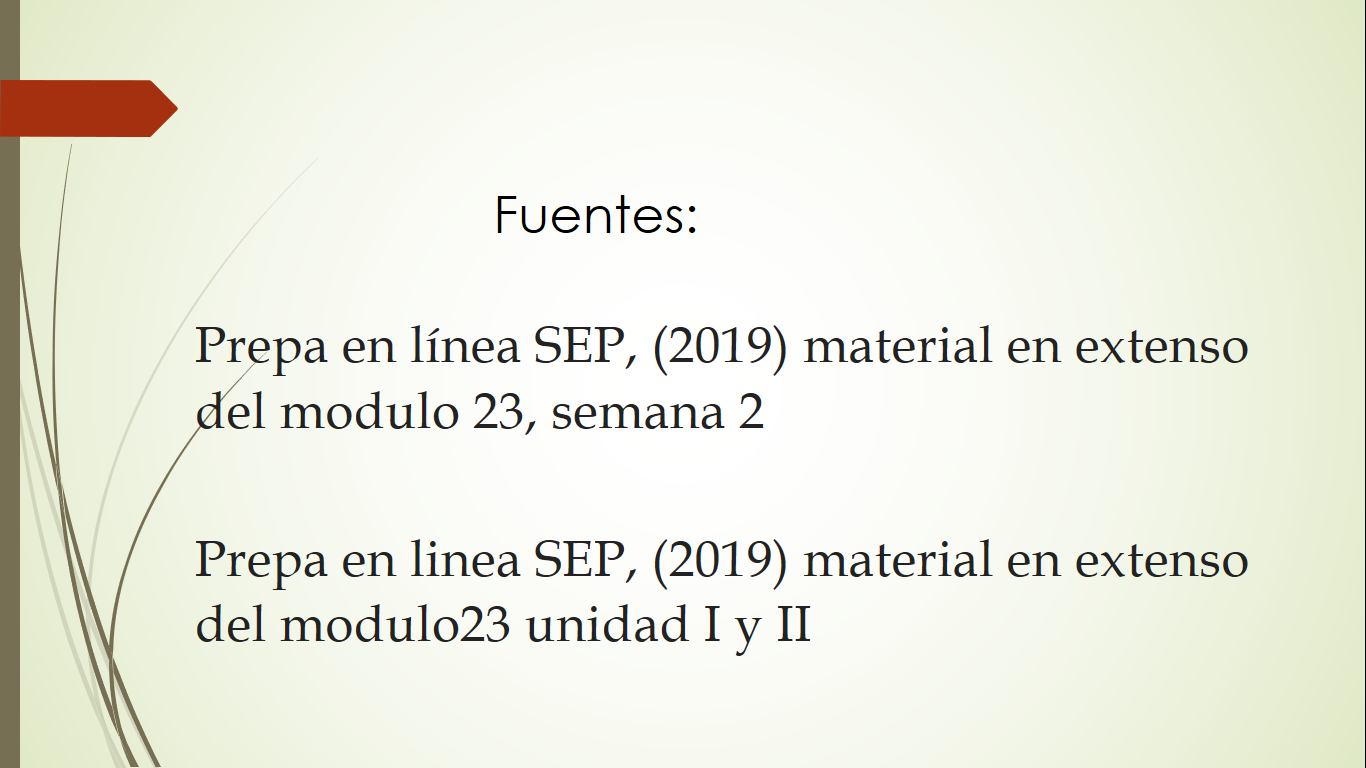 Fuentes:
Prepa en línea SEP, (2019) material en extenso
del modulo 23, semana 2
Prepa en linea SEP, (2019) material en extenso
del modulo23 unidad I y II